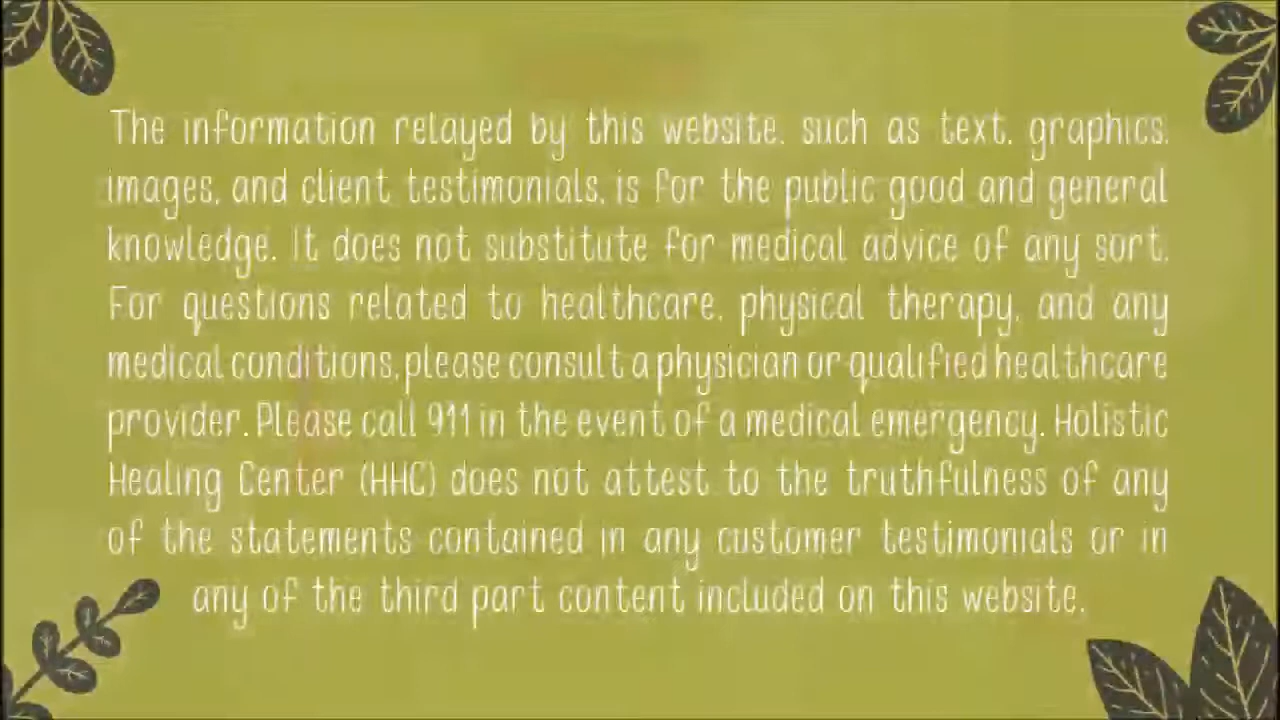 The information relayed by this website, such as text, graphics,
images, and client testimonials, is for the public good and general
knowledge. It does not substitute for medical advice of any sort.
For questions related to healthcare, physical therapy, and any
medical conditions, please consult a physician or qualified healthcare
provider. Please call 911 in the event of a medical emergency. Holistic
Healing Center (HHC) does not attest to the truthfulness of any
of the statements contained in any customer testimonials or in
any of the third part content included on this website.